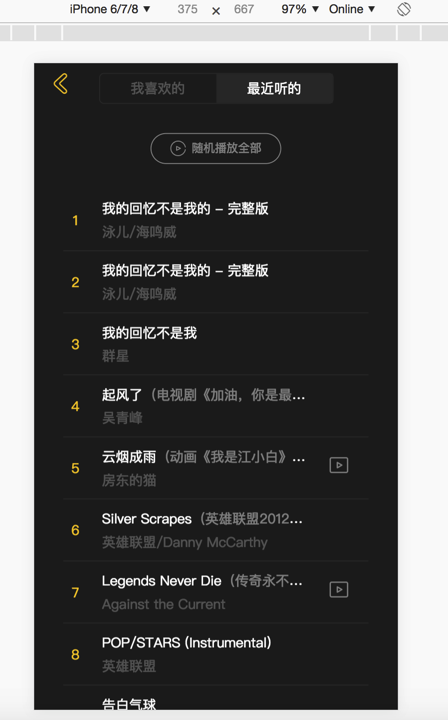 iPhone 6/7/8 ▼ 375 × 667 97% ▼ Online ▼
我喜欢的 最近听的
随机播放全部
1 我的回忆不是我的 - 完整版
泳儿/海鸣威
2 我的回忆不是我的 - 完整版
泳儿/海鸣威
3 我的回忆不是我
群星
4 起风了（电视剧《加油，你是最...
吴青峰
5 云烟成雨（动画《我是江小白》...
房东的猫
6 Silver Scrapes（英雄联盟2012...
英雄联盟/Danny McCarthy
7 Legends Never Die（传奇永不...
Against the Current
8 POP/STARS (Instrumental)
英雄联盟
告白气球